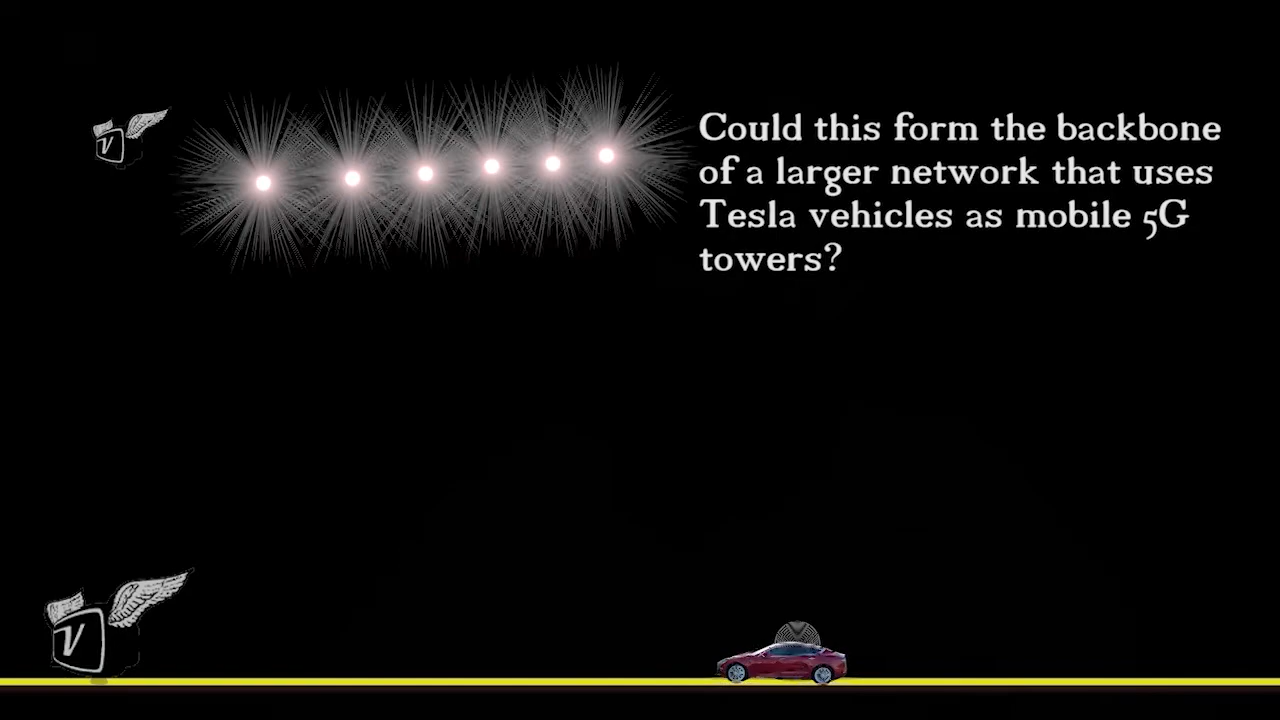 V
Could this form the backbone
of a larger network that uses
Tesla vehicles as mobile 5G
towers?
V